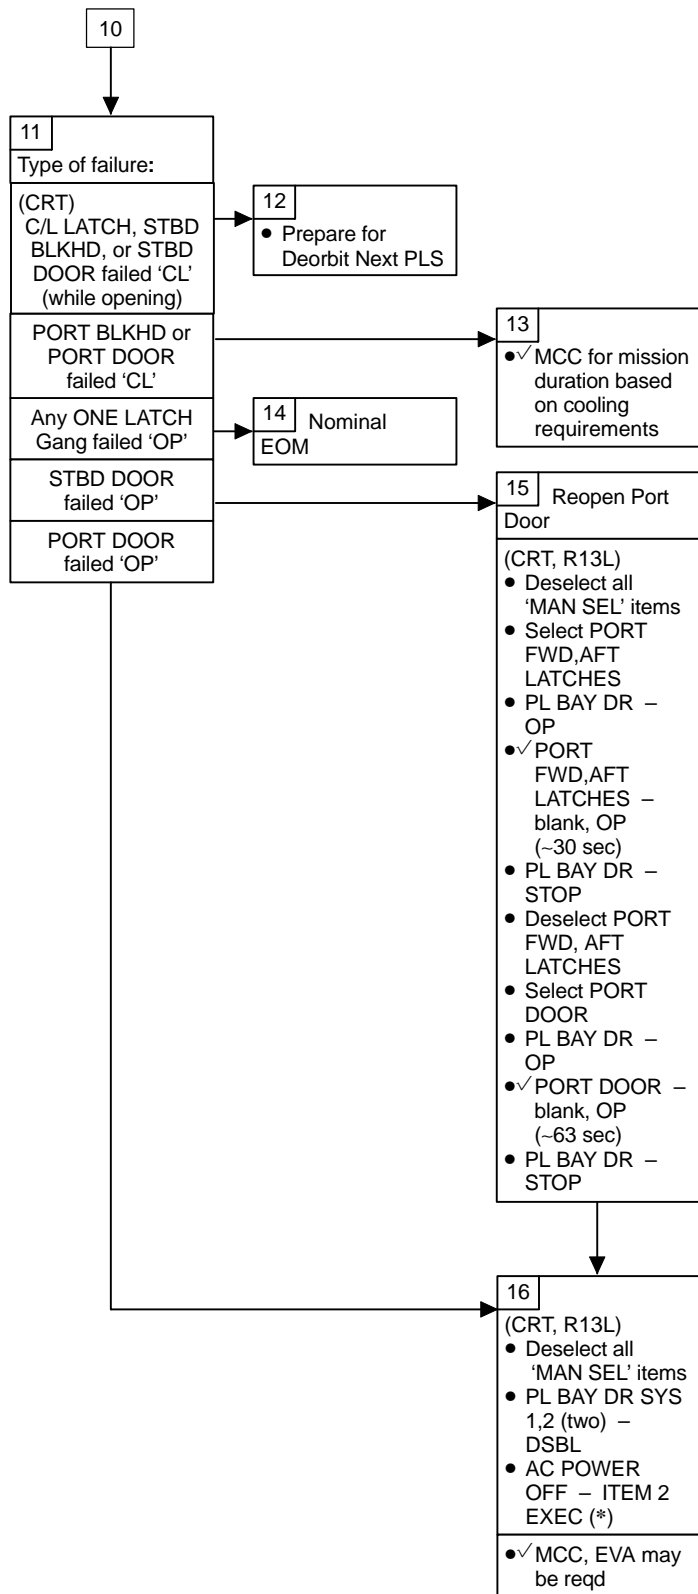 10
11
Type of failure:
(CRT)
C/L LATCH, STBD
BLKHD, or STBD
DOOR failed ‘CL’
(while opening)
12
• Prepare for
Deorbit Next PLS
PORT BLKHD or
PORT DOOR
failed ‘CL’
13
•√ MCC for mission
duration based
on cooling
requirements
Any ONE LATCH
Gang failed ‘OP’
14 Nominal
EOM
STBD DOOR
failed ‘OP’
15 Reopen Port
Door
(CRT, R13L)
• Deselect all
‘MAN SEL’ items
• Select PORT
FWD,AFT
LATCHES
• PL BAY DR –
OP
•√ PORT
FWD,AFT
LATCHES –
blank, OP
(~30 sec)
• PL BAY DR –
STOP
• Deselect PORT
FWD, AFT
LATCHES
• Select PORT
DOOR
• PL BAY DR –
OP
•√ PORT DOOR –
blank, OP
(~63 sec)
• PL BAY DR –
STOP
PORT DOOR
failed ‘OP’
16
(CRT, R13L)
• Deselect all
‘MAN SEL’ items
• PL BAY DR SYS
1,2 (two) –
DSBL
• AC POWER
OFF – ITEM 2
EXEC (*)
•√ MCC, EVA may
be reqd